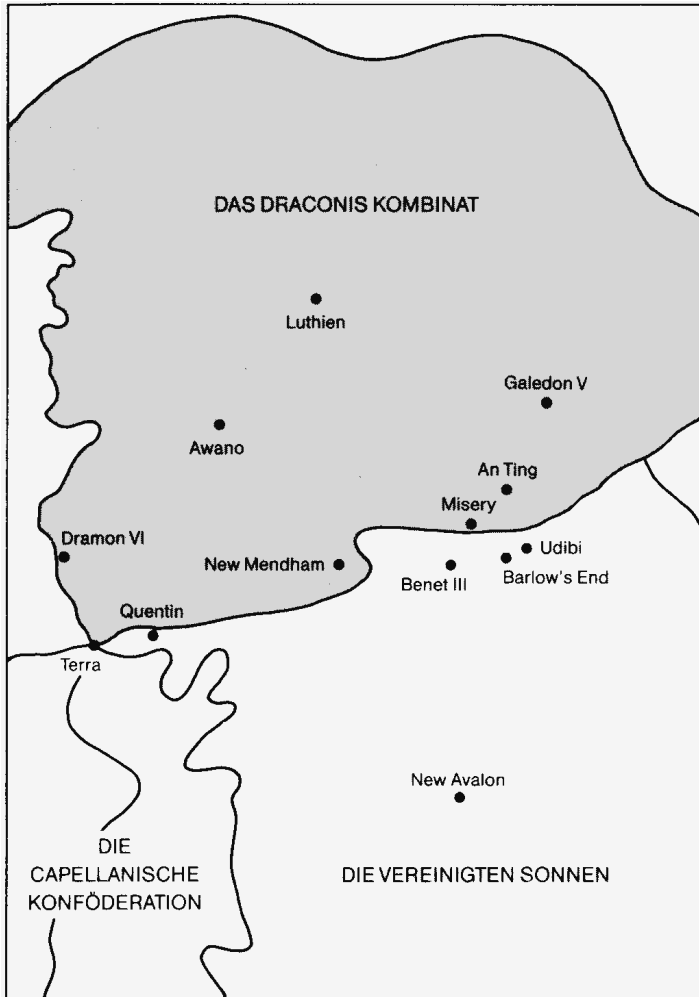 DAS DRACONIS KOMBINAT
Luthien
Galedon V
Awano
An Ting
Misery
Dramon VI
New Mendham
Udibi
Benet III
Barlow's End
Quentin
Terra
New Avalon
DIE
CAPELLANISCHE
KONFÖDERATION
DIE VEREINIGTEN SONNEN